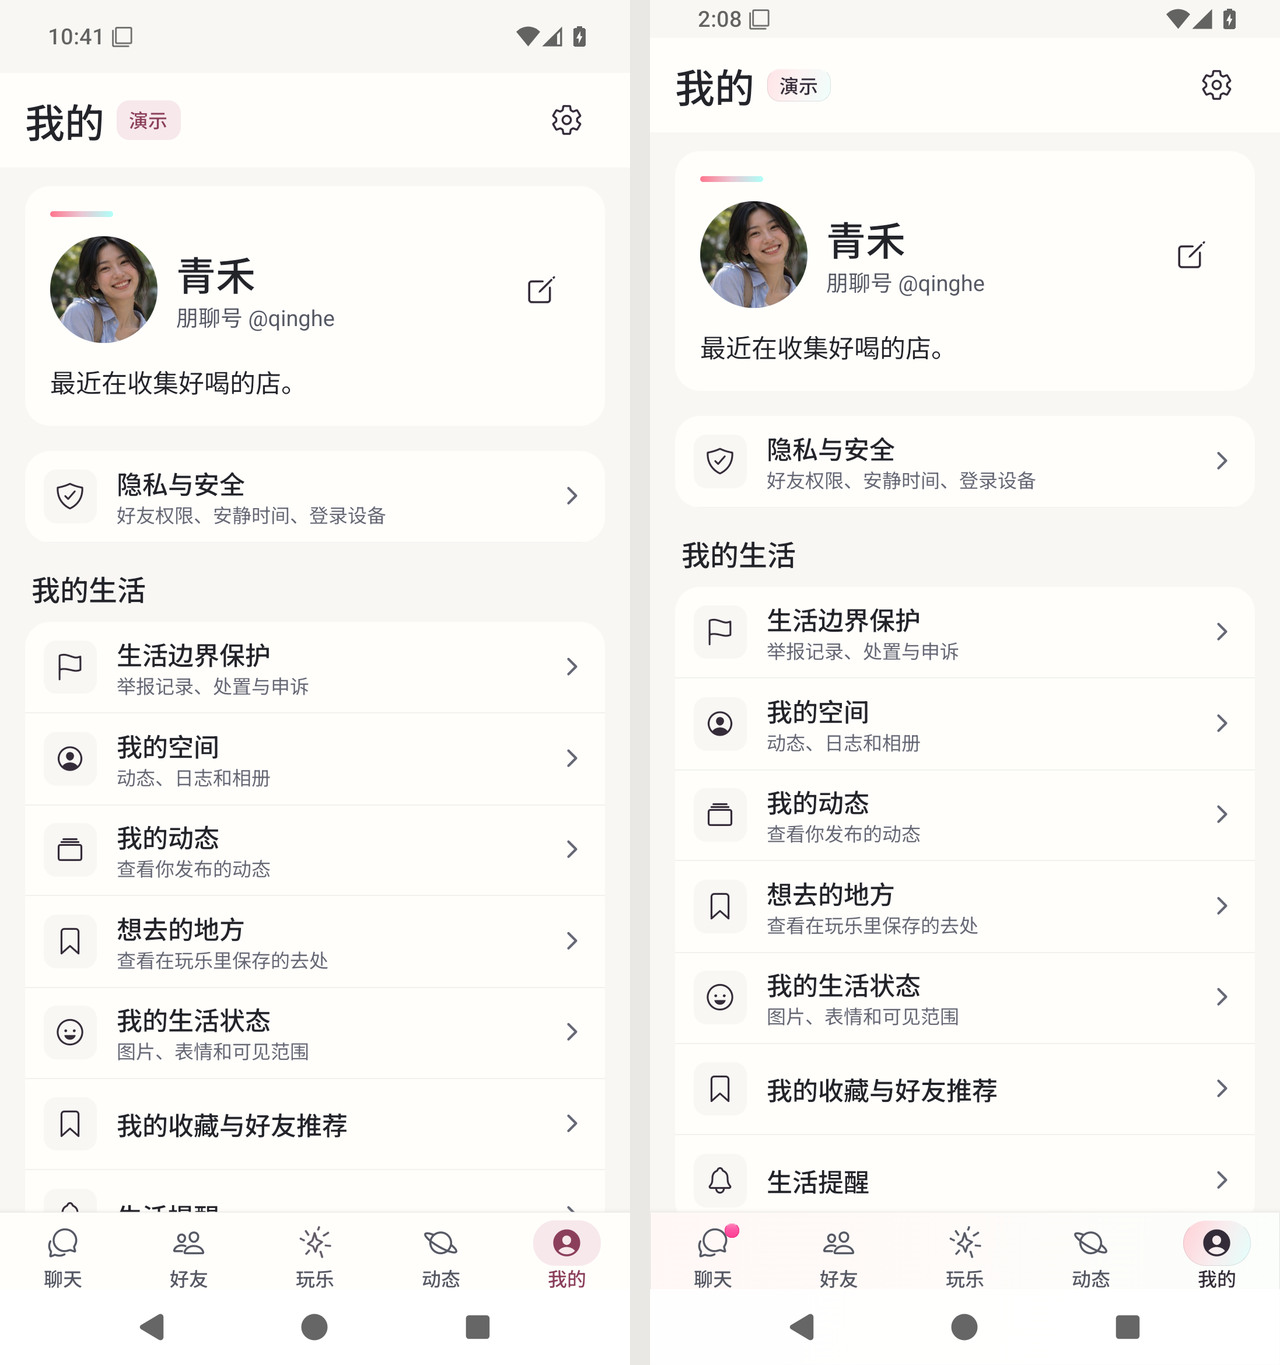 10:41
我的 演示
青禾
朋聊号 @qinghe
最近在收集好喝的店。
隐私与安全
好友权限、安静时间、登录设备
我的生活
生活边界保护
举报记录、处置与申诉
我的空间
动态、日志和相册
我的动态
查看你发布的动态
想去的地方
查看在玩乐里保存的去处
我的生活状态
图片、表情和可见范围
我的收藏与好友推荐
生活提醒
聊天 好友 玩乐 动态 我的
2:08
我的 演示
青禾
朋聊号 @qinghe
最近在收集好喝的店。
隐私与安全
好友权限、安静时间、登录设备
我的生活
生活边界保护
举报记录、处置与申诉
我的空间
动态、日志和相册
我的动态
查看你发布的动态
想去的地方
查看在玩乐里保存的去处
我的生活状态
图片、表情和可见范围
我的收藏与好友推荐
生活提醒
聊天 好友 玩乐 动态 我的